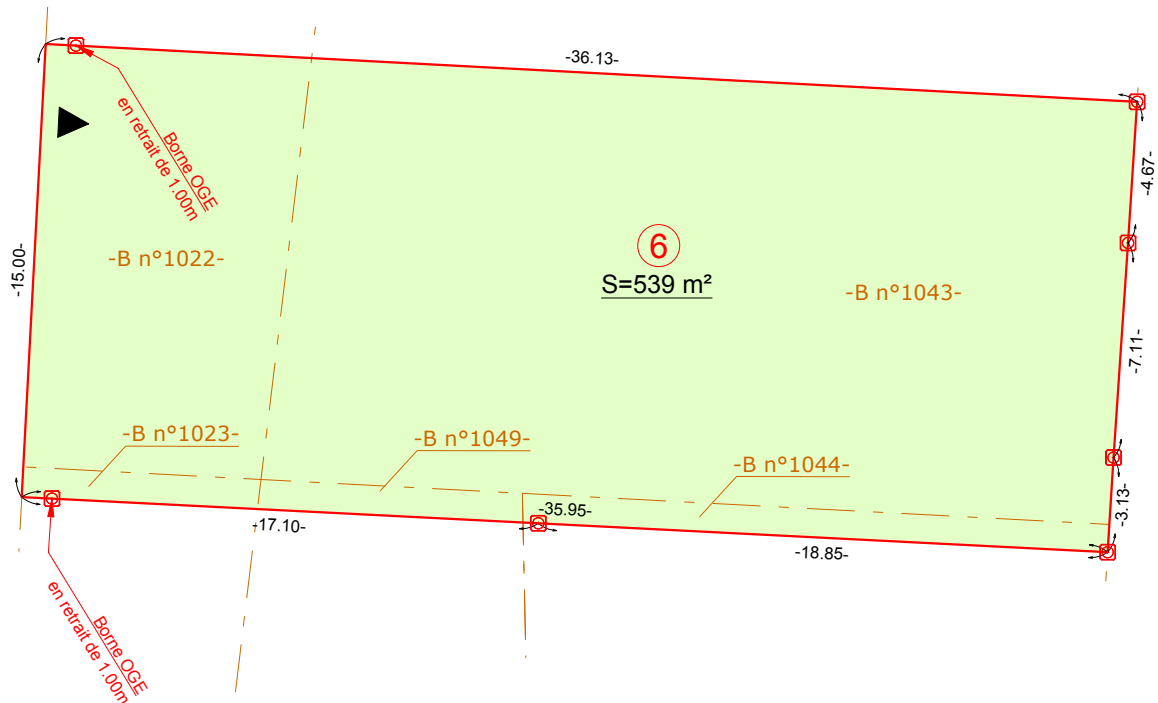 -36.13-
Borne OGE
en retrait de 1.00m
-4.67-
-15.00-
-B n°1022-
6
S=539 m²
-B n°1043-
-7.11-
-B n°1023-
-B n°1049-
-B n°1044-
-3.13-
-35.95-
-17.10-
-18.85-
Borne OGE
en retrait de 1.00m